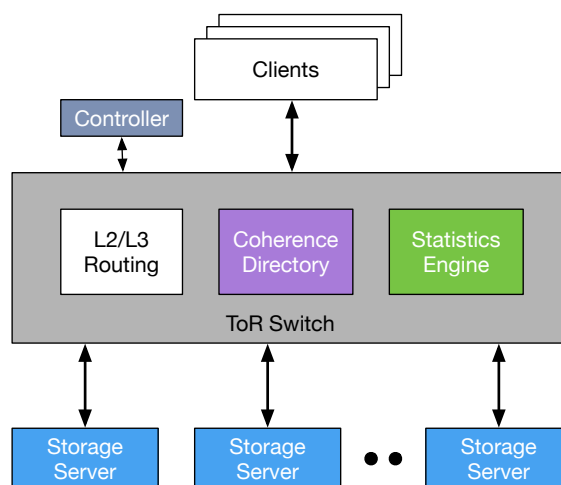 Clients
Controller
L2/L3
Routing
Coherence
Directory
Statistics
Engine
ToR Switch
Storage
Server
Storage
Server
Storage
Server